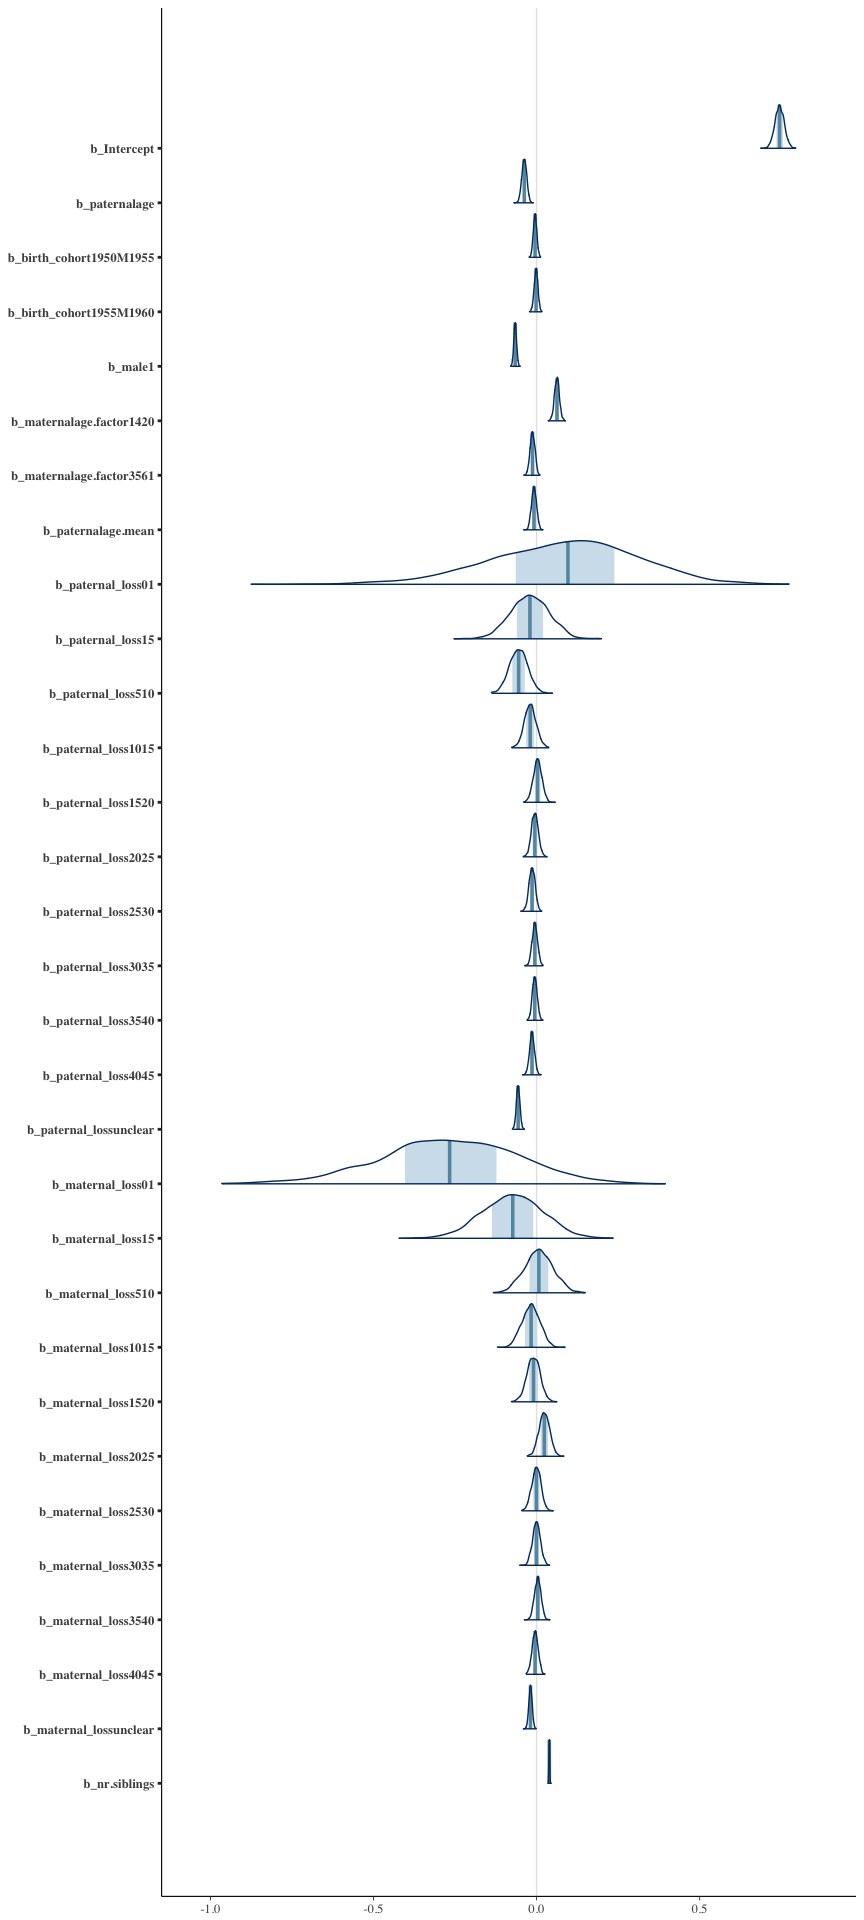 b_Intercept
b_paternalage
b_birth_cohort1950M1955
b_birth_cohort1955M1960
b_male1
b_maternalage.factor1420
b_maternalage.factor3561
b_paternalage.mean
b_paternal_loss01
b_paternal_loss15
b_paternal_loss510
b_paternal_loss1015
b_paternal_loss1520
b_paternal_loss2025
b_paternal_loss2530
b_paternal_loss3035
b_paternal_loss3540
b_paternal_loss4045
b_paternal_lossunclear
b_maternal_loss01
b_maternal_loss15
b_maternal_loss510
b_maternal_loss1015
b_maternal_loss1520
b_maternal_loss2025
b_maternal_loss2530
b_maternal_loss3035
b_maternal_loss3540
b_maternal_loss4045
b_maternal_lossunclear
b_nr.siblings
-1.0 -0.5 0.0 0.5